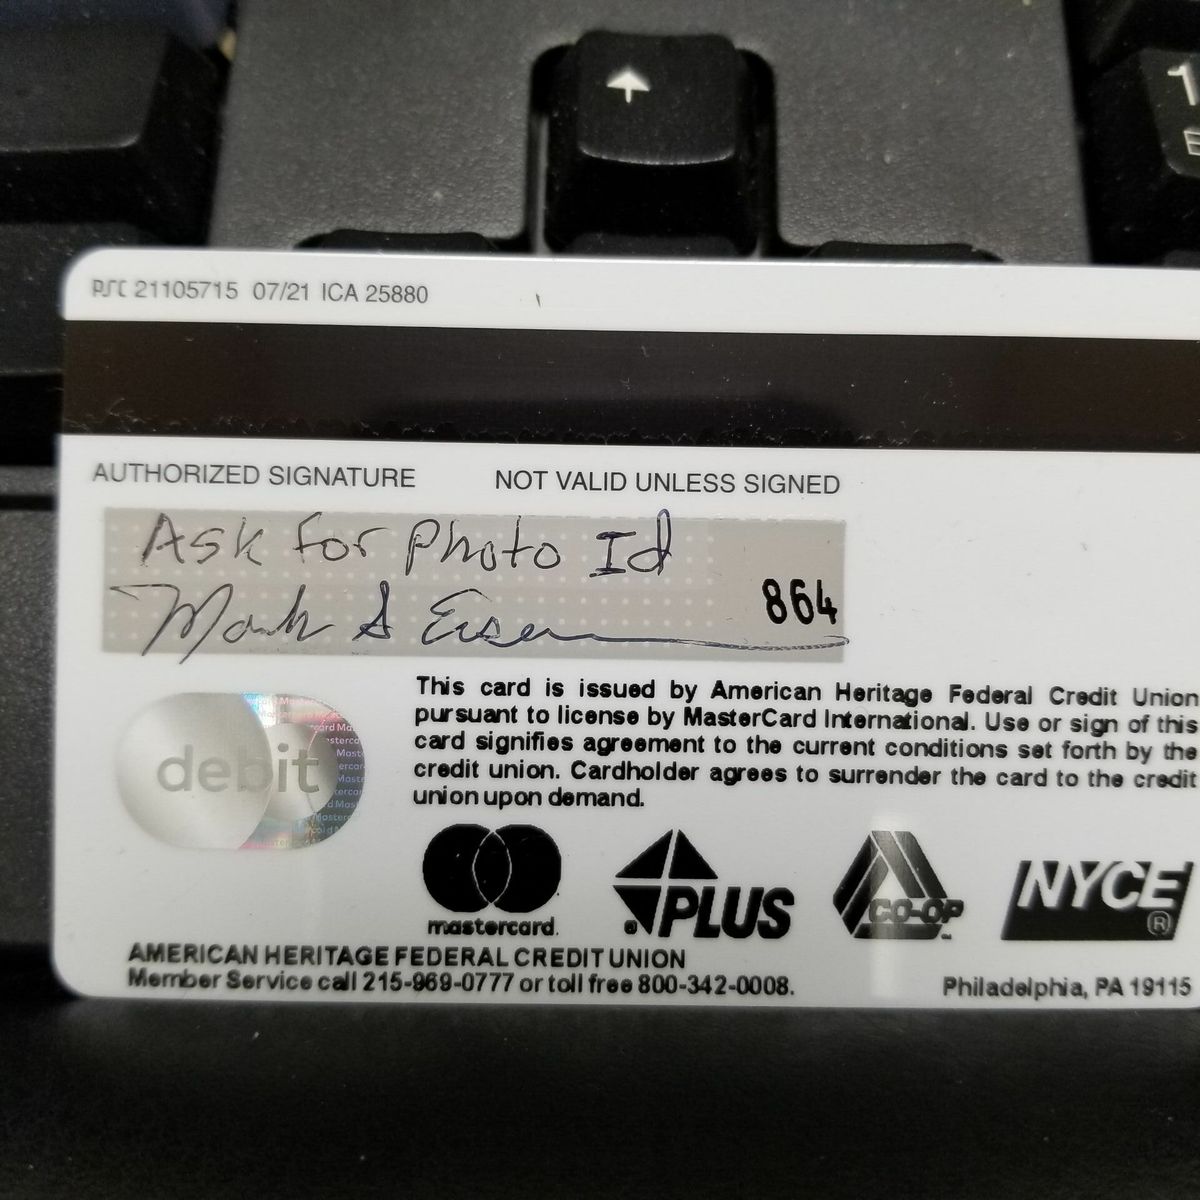 PSC 21105715 07/21 ICA 25880
AUTHORIZED SIGNATURE NOT VALID UNLESS SIGNED
Ask for Photo Id
Mark S Eisen 864
debit
This card is issued by American Heritage Federal Credit Union
pursuant to license by MasterCard International. Use or sign of this
card signifies agreement to the current conditions set forth by the
credit union. Cardholder agrees to surrender the card to the credit
union upon demand.
mastercard. PLUS CO-OP™ NYCE®
AMERICAN HERITAGE FEDERAL CREDIT UNION
Member Service call 215-969-0777 or toll free 800-342-0008. Philadelphia, PA 19115